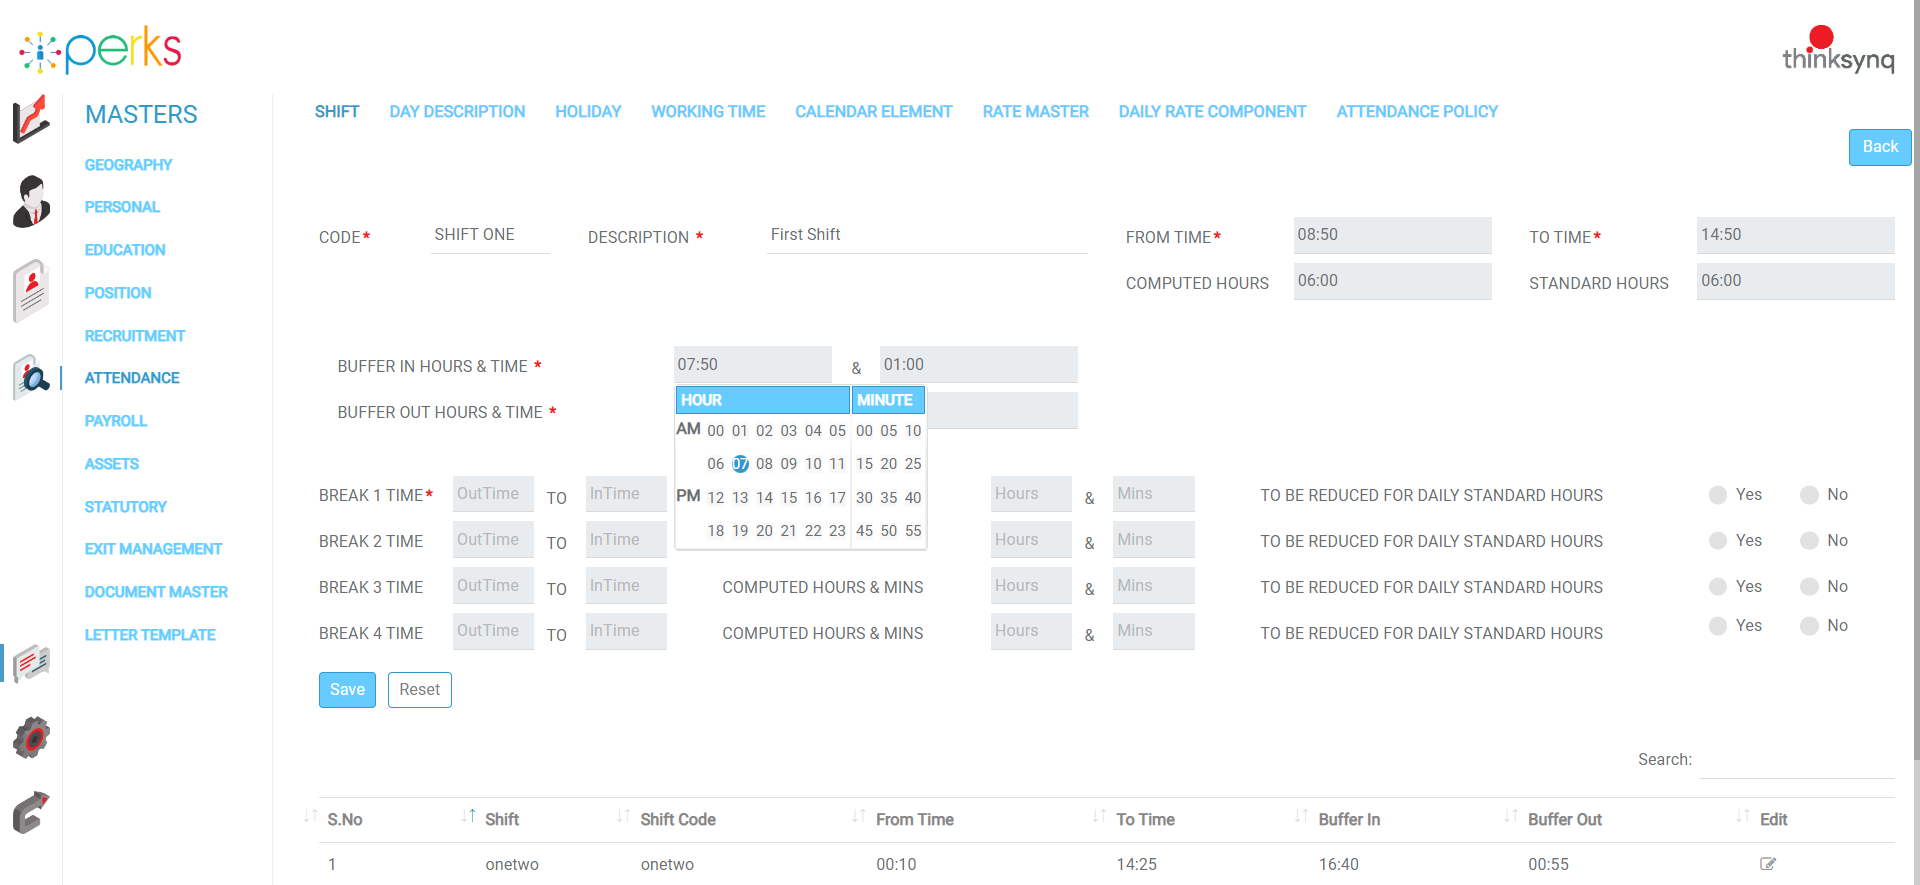 perks
thinksynq
MASTERS
GEOGRAPHY
PERSONAL
EDUCATION
POSITION
RECRUITMENT
ATTENDANCE
PAYROLL
ASSETS
STATUTORY
EXIT MANAGEMENT
DOCUMENT MASTER
LETTER TEMPLATE
SHIFT DAY DESCRIPTION HOLIDAY WORKING TIME CALENDAR ELEMENT RATE MASTER DAILY RATE COMPONENT ATTENDANCE POLICY
Back
CODE* SHIFT ONE DESCRIPTION * First Shift FROM TIME* 08:50 TO TIME* 14:50
COMPUTED HOURS 06:00 STANDARD HOURS 06:00
BUFFER IN HOURS & TIME * 07:50 & 01:00
BUFFER OUT HOURS & TIME *
HOUR MINUTE
AM 00 01 02 03 04 05 00 05 10
06 07 08 09 10 11 15 20 25
PM 12 13 14 15 16 17 30 35 40
18 19 20 21 22 23 45 50 55
BREAK 1 TIME* OutTime TO InTime Hours & Mins TO BE REDUCED FOR DAILY STANDARD HOURS Yes No
BREAK 2 TIME OutTime TO InTime Hours & Mins TO BE REDUCED FOR DAILY STANDARD HOURS Yes No
BREAK 3 TIME OutTime TO InTime COMPUTED HOURS & MINS Hours & Mins TO BE REDUCED FOR DAILY STANDARD HOURS Yes No
BREAK 4 TIME OutTime TO InTime COMPUTED HOURS & MINS Hours & Mins TO BE REDUCED FOR DAILY STANDARD HOURS Yes No
Save Reset
Search:
S.No Shift Shift Code From Time To Time Buffer In Buffer Out Edit
1 onetwo onetwo 00:10 14:25 16:40 00:55